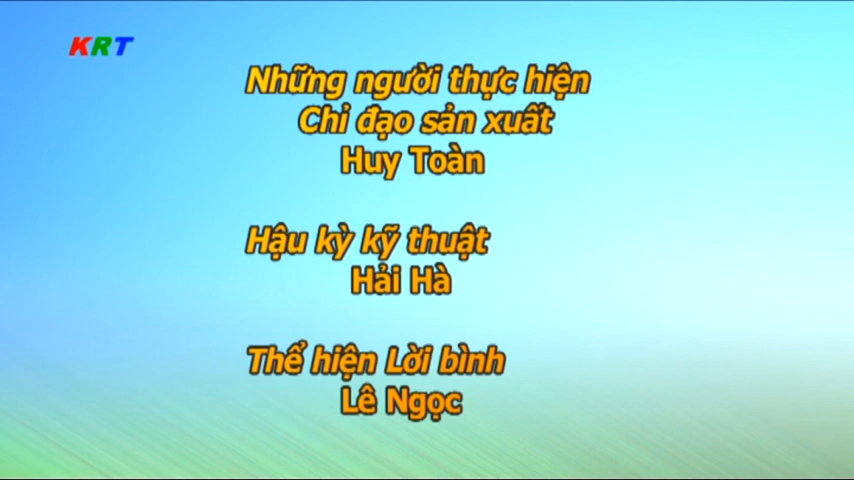 KRT
Những người thực hiện
Chỉ đạo sản xuất
Huy Toàn
Hậu kỳ kỹ thuật
Hải Hà
Thể hiện Lời bình
Lê Ngọc